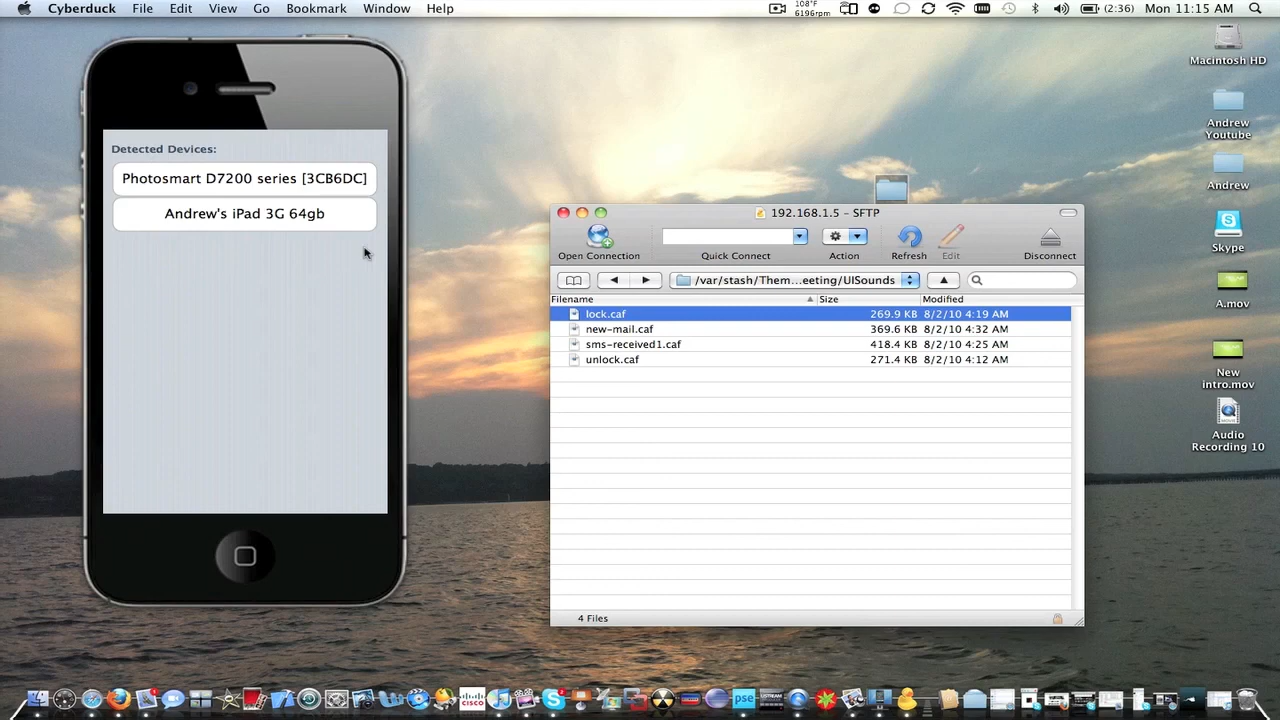 Cyberduck File Edit View Go Bookmark Window Help
108°F
6196rpm
(2:36) Mon 11:15 AM
Macintosh HD
Andrew
Youtube
Andrew
Skype
A.mov
New
intro.mov
Audio
Recording 10
Detected Devices:
Photosmart D7200 series [3CB6DC]
Andrew's iPad 3G 64gb
192.168.1.5 – SFTP
Open Connection Quick Connect Action Refresh Edit Disconnect
/var/stash/Them...eeting/UISounds
Filename Size Modified
lock.caf 269.9 KB 8/2/10 4:19 AM
new-mail.caf 369.6 KB 8/2/10 4:32 AM
sms-received1.caf 418.4 KB 8/2/10 4:25 AM
unlock.caf 271.4 KB 8/2/10 4:12 AM
4 Files
CISCO
pse